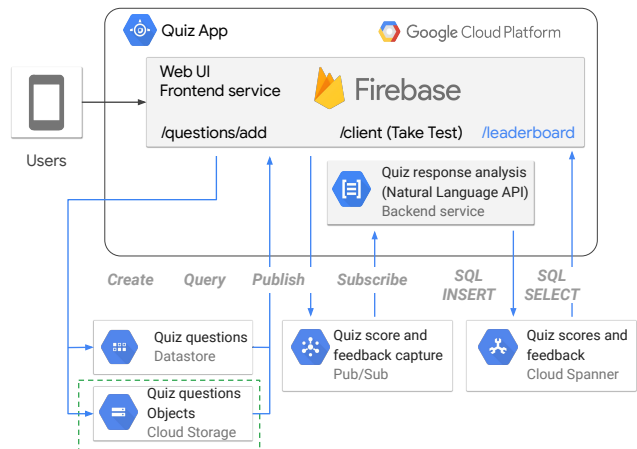 Quiz App
Google Cloud Platform
Web UI
Frontend service
Firebase
/questions/add
/client (Take Test)
/leaderboard
Users
Quiz response analysis
(Natural Language API)
Backend service
Create
Query
Publish
Subscribe
SQL
INSERT
SQL
SELECT
Quiz questions
Datastore
Quiz score and
feedback capture
Pub/Sub
Quiz scores and
feedback
Cloud Spanner
Quiz questions
Objects
Cloud Storage